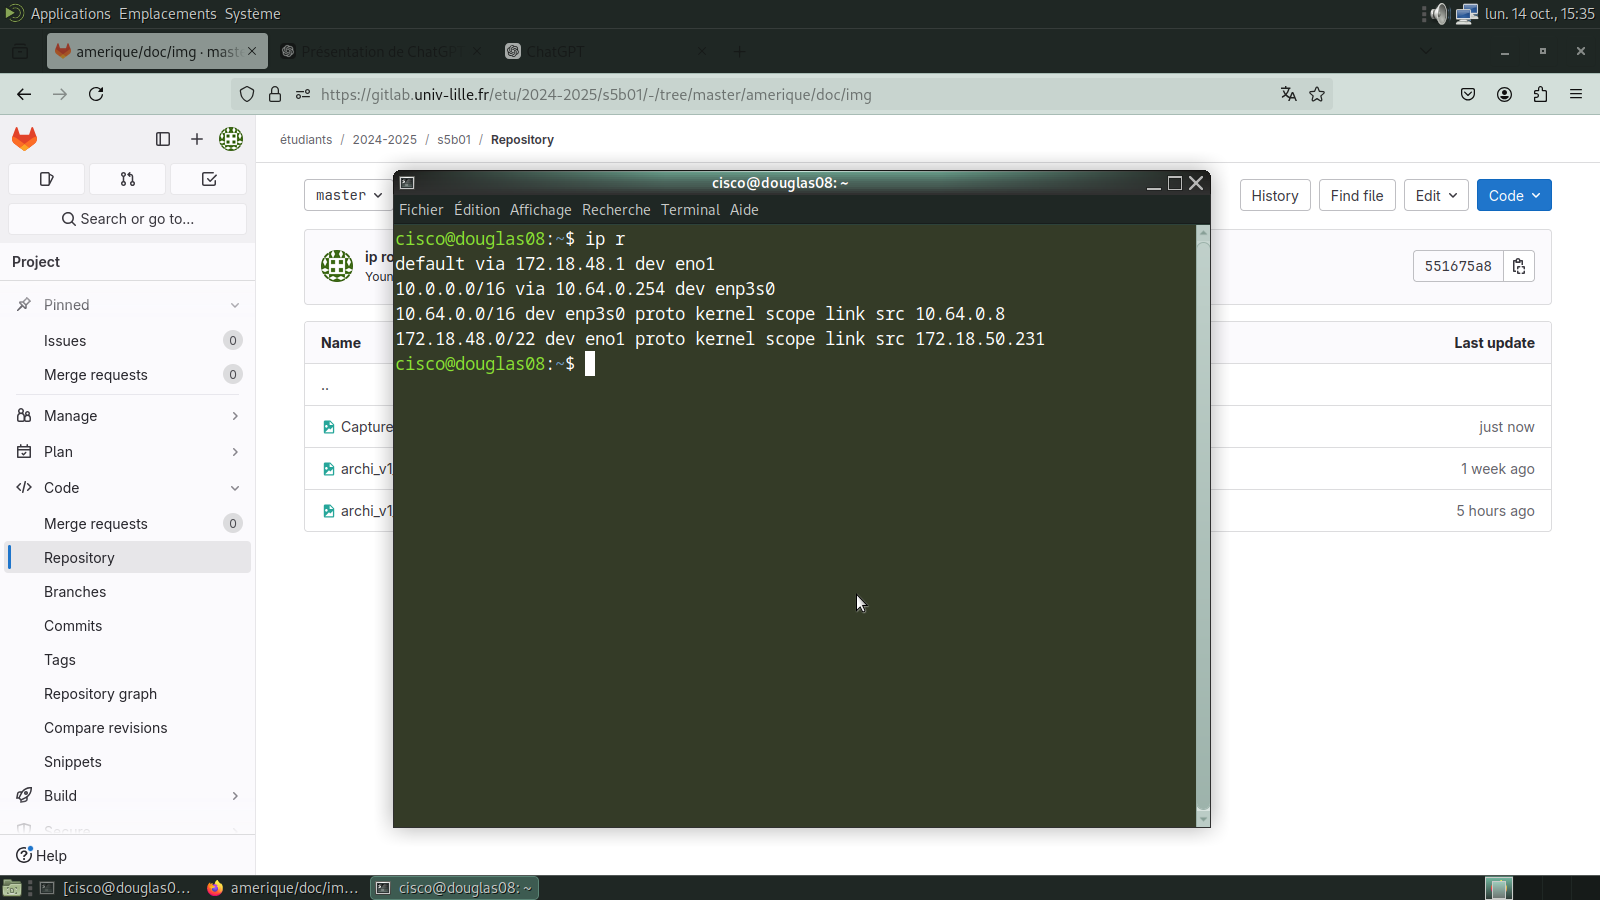 Applications Emplacements Système
lun. 14 oct., 15:35
amerique/doc/img · mast
Présentation de ChatGPT
ChatGPT
https://gitlab.univ-lille.fr/etu/2024-2025/s5b01/-/tree/master/amerique/doc/img
étudiants / 2024-2025 / s5b01 / Repository
Search or go to...
master
History
Find file
Edit
Code
Project
Pinned
Issues 0
Merge requests 0
Manage
Plan
Code
Merge requests 0
Repository
Branches
Commits
Tags
Repository graph
Compare revisions
Snippets
Build
Secure
Help
ip ro
Youn
551675a8
Name
Last update
..
Capture
just now
archi_v1
1 week ago
archi_v1
5 hours ago
cisco@douglas08: ~
Fichier Édition Affichage Recherche Terminal Aide
cisco@douglas08:~$ ip r
default via 172.18.48.1 dev eno1
10.0.0.0/16 via 10.64.0.254 dev enp3s0
10.64.0.0/16 dev enp3s0 proto kernel scope link src 10.64.0.8
172.18.48.0/22 dev eno1 proto kernel scope link src 172.18.50.231
cisco@douglas08:~$
[cisco@douglas0...
amerique/doc/im...
cisco@douglas08: ~